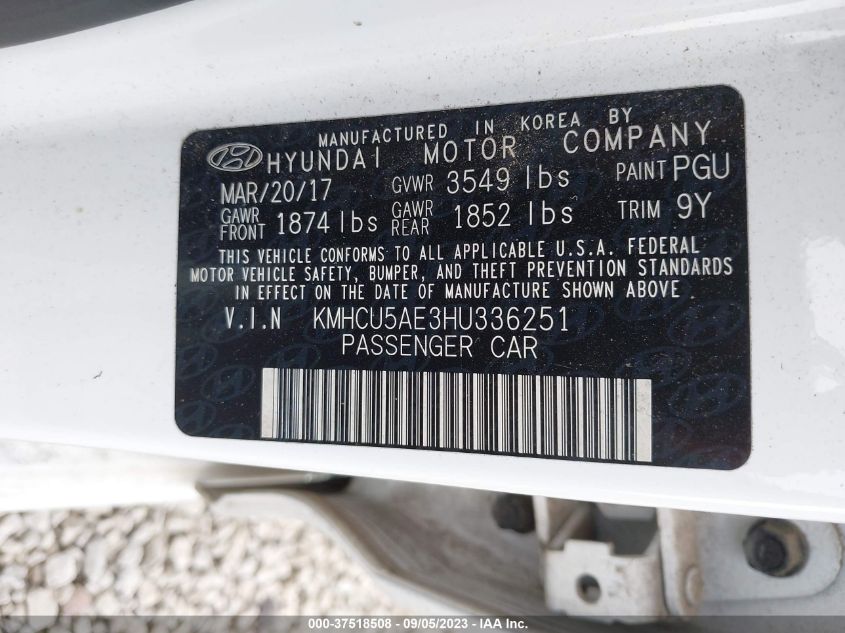 MANUFACTURED IN KOREA BY
HYUNDAI MOTOR COMPANY
MAR/20/17 GVWR 3549 lbs PAINT PGU
GAWR FRONT 1874 lbs GAWR REAR 1852 lbs TRIM 9Y
THIS VEHICLE CONFORMS TO ALL APPLICABLE U.S.A. FEDERAL
MOTOR VEHICLE SAFETY, BUMPER, AND THEFT PREVENTION STANDARDS
IN EFFECT ON THE DATE OF MANUFACTURE SHOWN ABOVE
V.I.N KMHCU5AE3HU336251
PASSENGER CAR
000-37518508 - 09/05/2023 - IAA Inc.